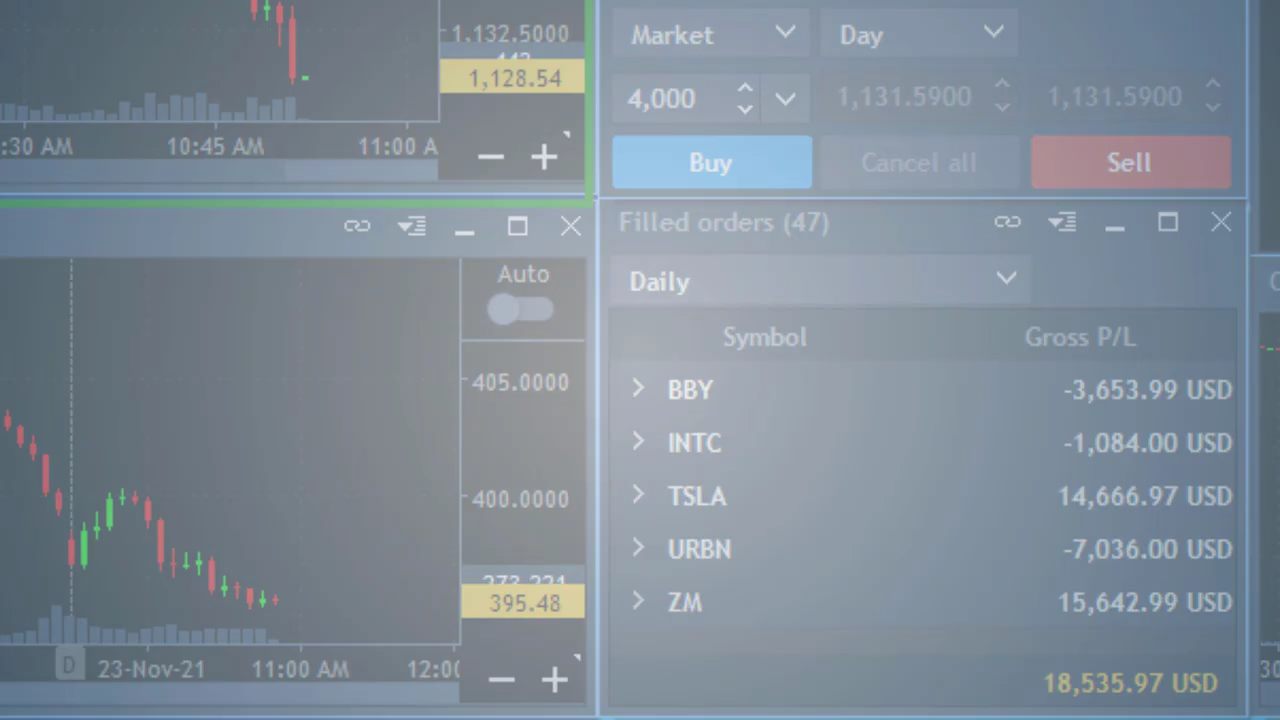 1,132.5000
1,128.54
:30 AM 10:45 AM 11:00 A
Market Day
4,000 1,131.5900 1,131.5900
Buy Cancel all Sell
Auto
405.0000
400.0000
395.48
D 23-Nov-21 11:00 AM 12:00
Filled orders (47)
Daily
Symbol Gross P/L
BBY -3,653.99 USD
INTC -1,084.00 USD
TSLA 14,666.97 USD
URBN -7,036.00 USD
ZM 15,642.99 USD
18,535.97 USD
30